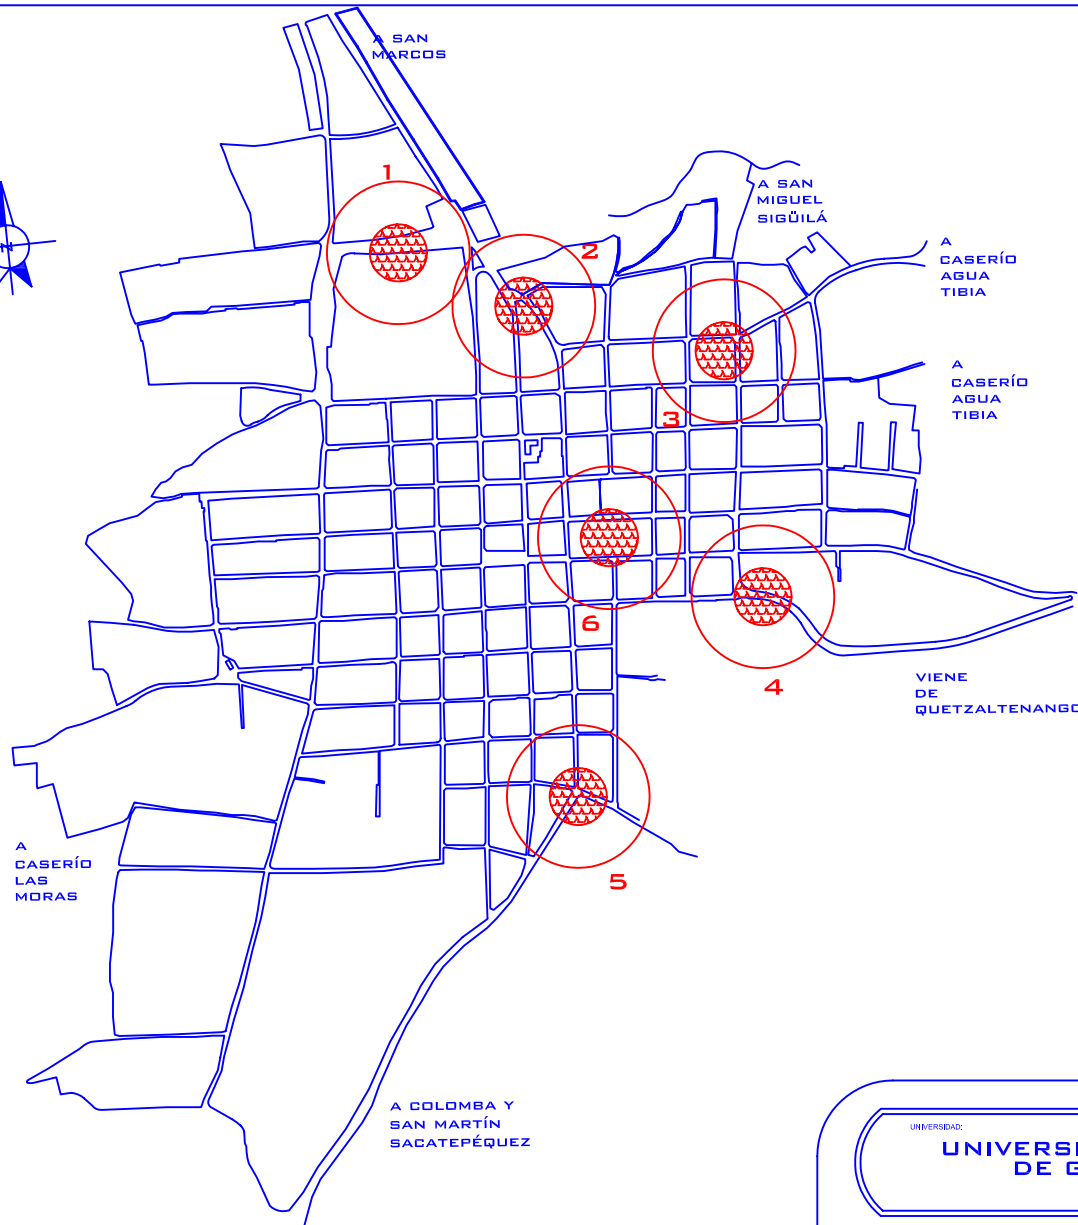 A SAN
MARCOS
1
A SAN
MIGUEL
SIGÜILÁ
2
A
CASERÍO
AGUA
TIBIA
N
A
CASERÍO
AGUA
TIBIA
3
6
4
VIENE
DE
QUETZALTENANGO
A
CASERÍO
LAS
MORAS
5
A COLOMBA Y
SAN MARTÍN
SACATEPÉQUEZ
UNIVERSIDAD:
UNIVERSI
DE G